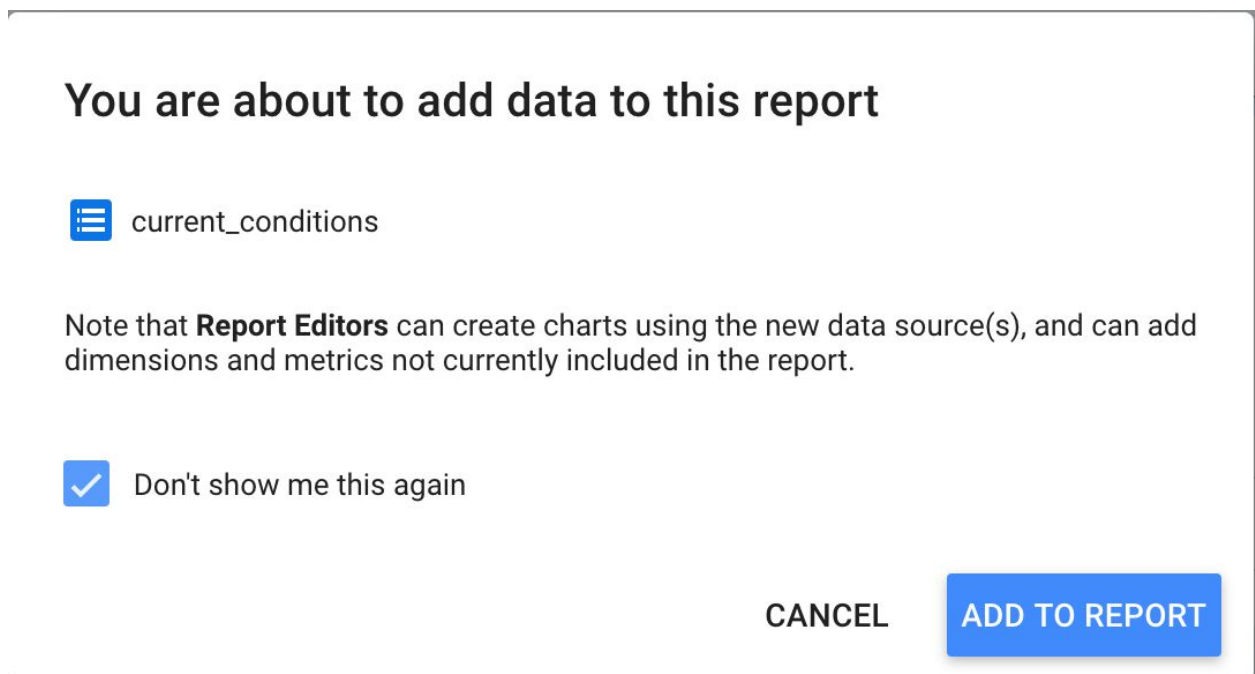 You are about to add data to this report
current_conditions
Note that Report Editors can create charts using the new data source(s), and can add
dimensions and metrics not currently included in the report.
Don't show me this again
CANCEL
ADD TO REPORT